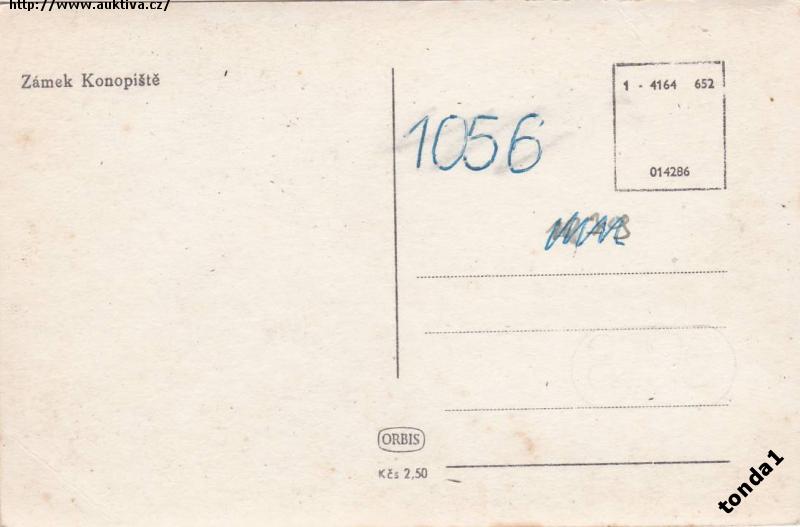 http://www.auktiva.cz/
Zámek Konopiště
1 - 4164 652
014286
1056
ORBIS
Kčs 2,50
tonda1